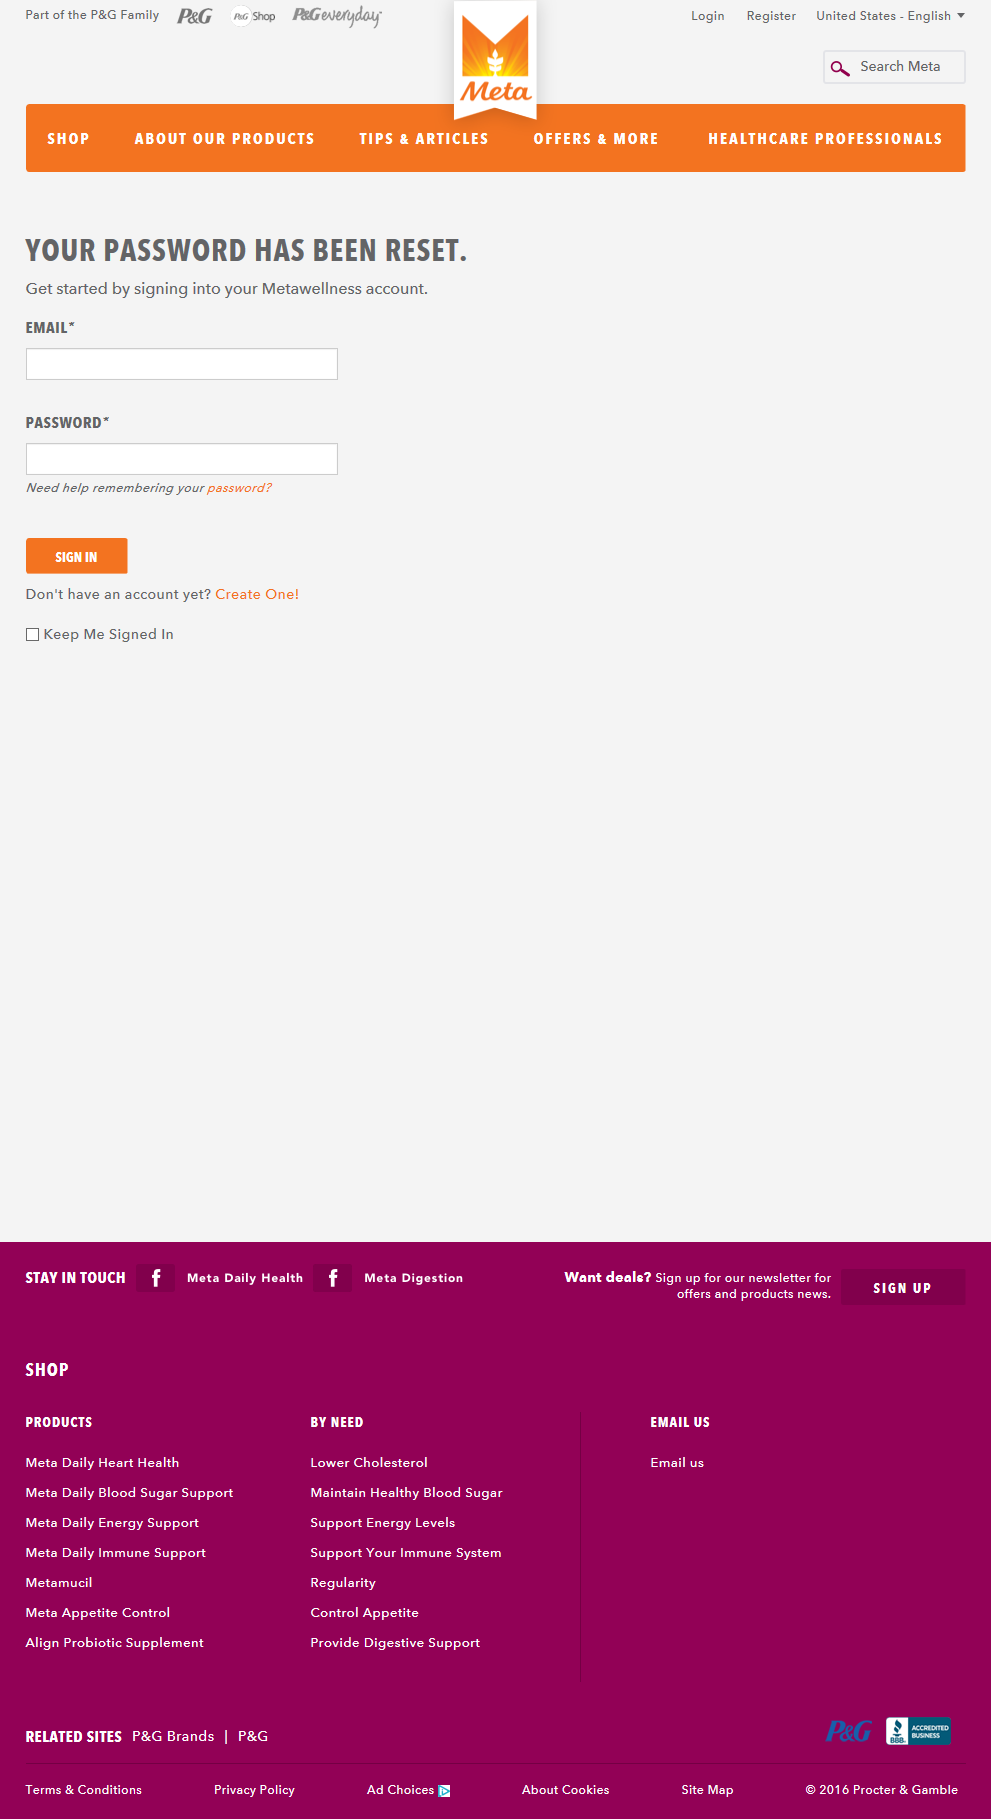 Part of the P&G Family P&G P&G Shop P&G everyday
Login Register United States - English
Meta
Search Meta
SHOP ABOUT OUR PRODUCTS TIPS & ARTICLES OFFERS & MORE HEALTHCARE PROFESSIONALS
YOUR PASSWORD HAS BEEN RESET.
Get started by signing into your Metawellness account.
EMAIL*
PASSWORD*
Need help remembering your password?
SIGN IN
Don't have an account yet? Create One!
Keep Me Signed In
STAY IN TOUCH f Meta Daily Health f Meta Digestion
Want deals? Sign up for our newsletter for
offers and products news.
SIGN UP
SHOP
PRODUCTS
Meta Daily Heart Health
Meta Daily Blood Sugar Support
Meta Daily Energy Support
Meta Daily Immune Support
Metamucil
Meta Appetite Control
Align Probiotic Supplement
BY NEED
Lower Cholesterol
Maintain Healthy Blood Sugar
Support Energy Levels
Support Your Immune System
Regularity
Control Appetite
Provide Digestive Support
EMAIL US
Email us
RELATED SITES P&G Brands | P&G
P&G
BBB
ACCREDITED
BUSINESS
Terms & Conditions Privacy Policy Ad Choices About Cookies Site Map © 2016 Procter & Gamble